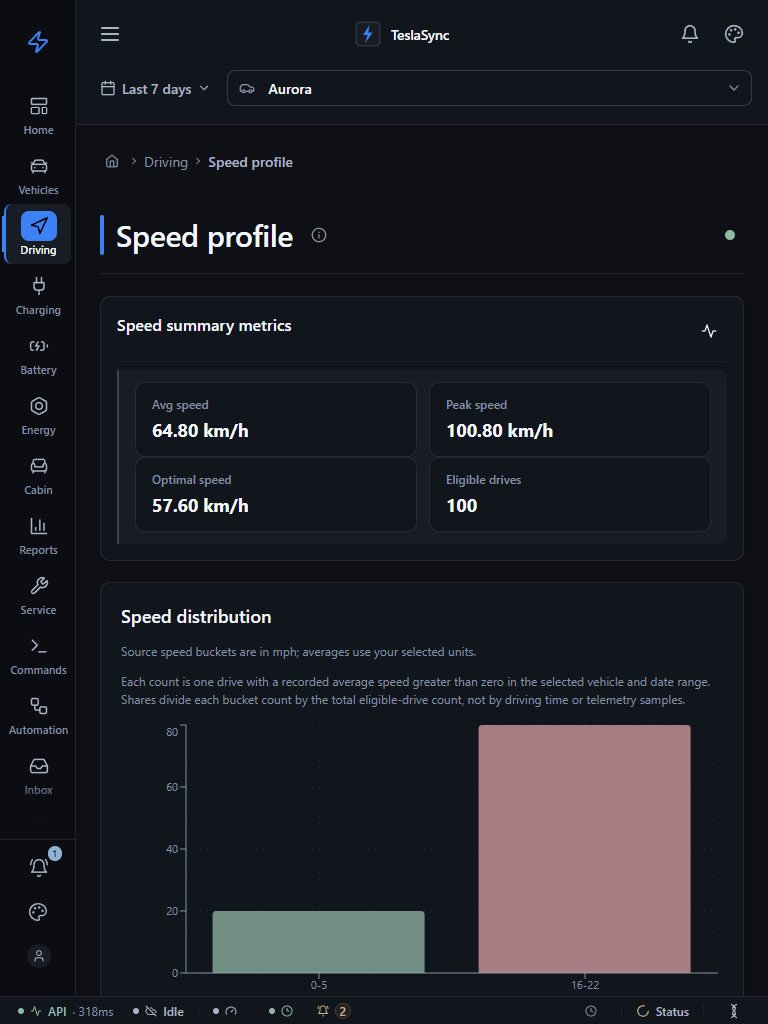 TeslaSync
Last 7 days
Aurora
Home
Vehicles
Driving
Charging
Battery
Energy
Cabin
Reports
Service
Commands
Automation
Inbox
1
Driving
Speed profile
Speed profile
Speed summary metrics
Avg speed
64.80 km/h
Peak speed
100.80 km/h
Optimal speed
57.60 km/h
Eligible drives
100
Speed distribution
Source speed buckets are in mph; averages use your selected units.
Each count is one drive with a recorded average speed greater than zero in the selected vehicle and date range.
Shares divide each bucket count by the total eligible-drive count, not by driving time or telemetry samples.
80
60
40
20
0
0-5
16-22
API · 318ms
Idle
2
Status